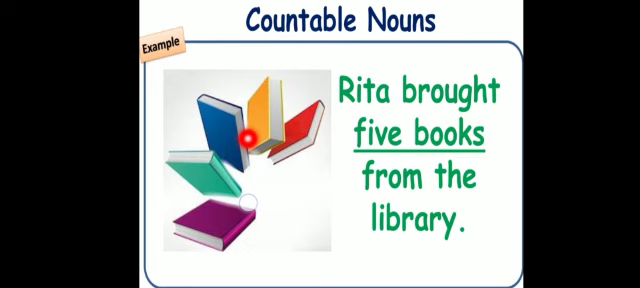 Countable Nouns
Example
Rita brought
five books
from the
library.